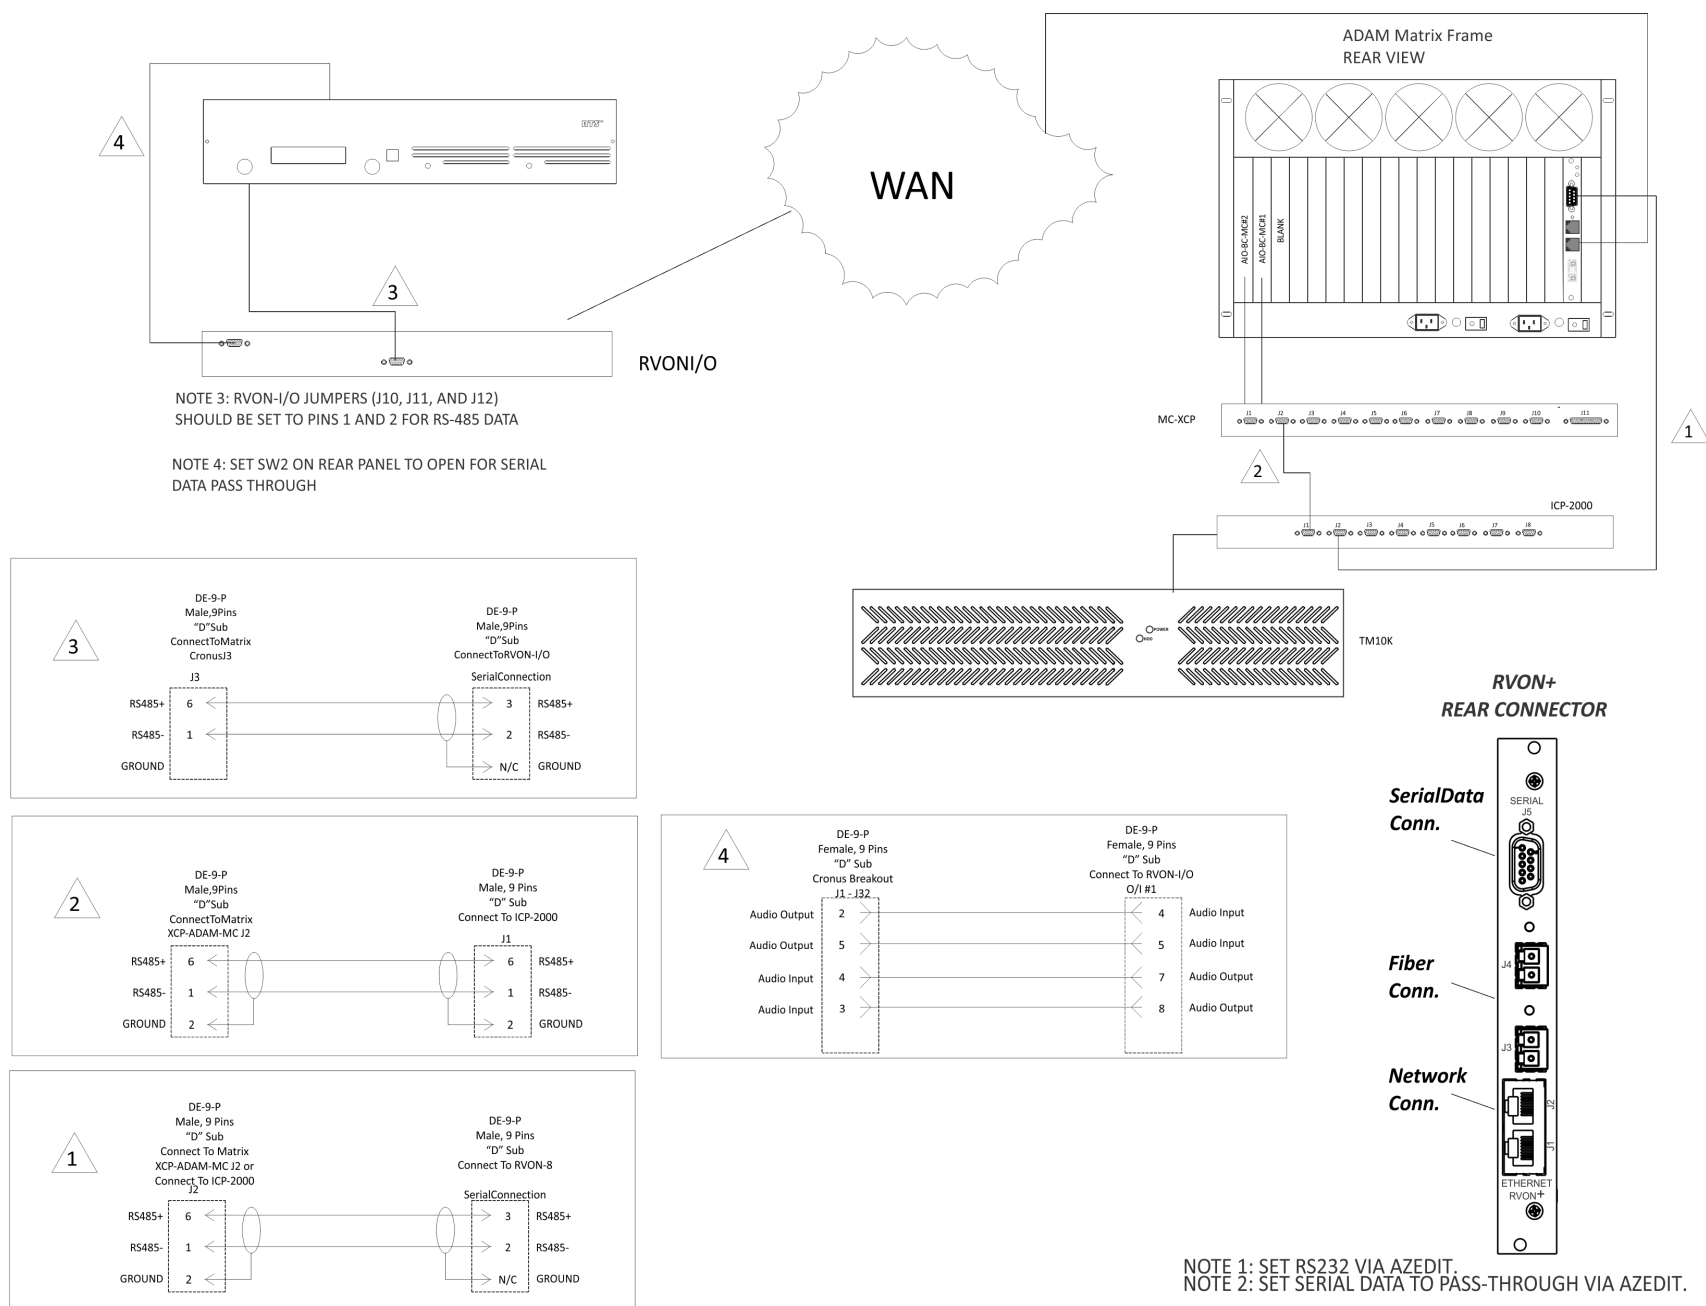 ADAM Matrix Frame
REAR VIEW
4
RTS™
WAN
3
AIO-BC-MC#2
AIO-BC-MC#1
BLANK
RVONI/O
NOTE 3: RVON-I/O JUMPERS (J10, J11, AND J12)
SHOULD BE SET TO PINS 1 AND 2 FOR RS-485 DATA
NOTE 4: SET SW2 ON REAR PANEL TO OPEN FOR SERIAL
DATA PASS THROUGH
MC-XCP
J1 J2 J3 J4 J5 J6 J7 J8 J9 J10 J11
1
2
ICP-2000
J1 J2 J3 J4 J5 J6 J7 J8
POWER
HDD
TM10K
3
DE-9-P
Male,9Pins
“D”Sub
ConnectToMatrix
CronusJ3
J3
DE-9-P
Male,9Pins
“D”Sub
ConnectToRVON-I/O
SerialConnection
RS485+ 6 3 RS485+
RS485- 1 2 RS485-
GROUND N/C GROUND
2
DE-9-P
Male,9Pins
“D”Sub
ConnectToMatrix
XCP-ADAM-MC J2
DE-9-P
Male, 9 Pins
“D” Sub
Connect To ICP-2000
J1
RS485+ 6 6 RS485+
RS485- 1 1 RS485-
GROUND 2 2 GROUND
1
DE-9-P
Male, 9 Pins
“D” Sub
Connect To Matrix
XCP-ADAM-MC J2 or
Connect To ICP-2000
J2
DE-9-P
Male, 9 Pins
“D” Sub
Connect To RVON-8
SerialConnection
RS485+ 6 3 RS485+
RS485- 1 2 RS485-
GROUND 2 N/C GROUND
4
DE-9-P
Female, 9 Pins
“D” Sub
Cronus Breakout
J1 - J32
DE-9-P
Female, 9 Pins
“D” Sub
Connect To RVON-I/O
O/I #1
Audio Output 2 4 Audio Input
Audio Output 5 5 Audio Input
Audio Input 4 7 Audio Output
Audio Input 3 8 Audio Output
RVON+
REAR CONNECTOR
SerialData
Conn.
SERIAL
J5
Fiber
Conn.
J4
J3
Network
Conn.
J2
J1
ETHERNET
RVON+
NOTE 1: SET RS232 VIA AZEDIT.
NOTE 2: SET SERIAL DATA TO PASS-THROUGH VIA AZEDIT.